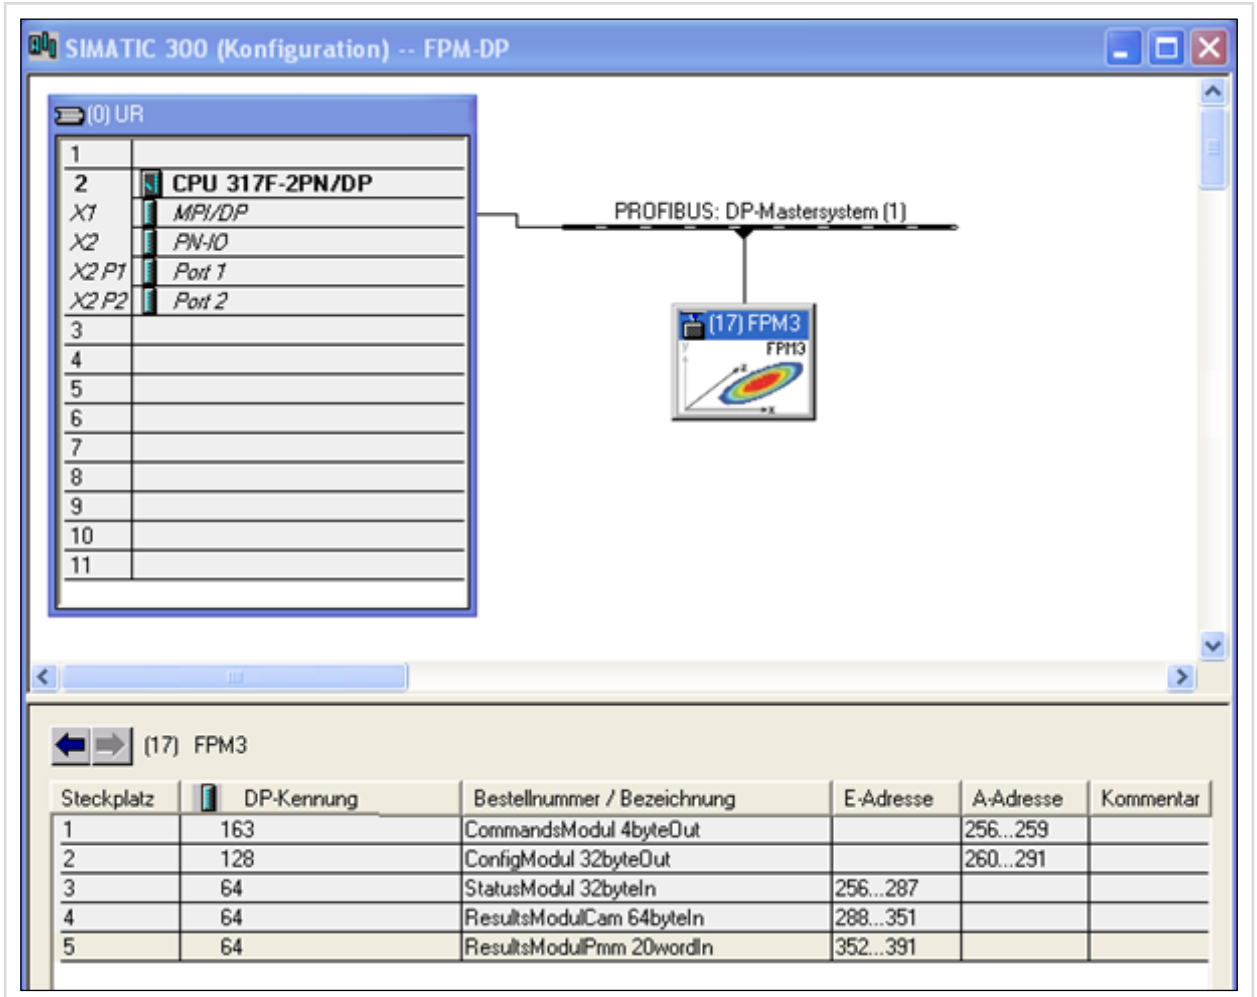 SIMATIC 300 (Konfiguration) -- FPM-DP
(0) UR
1
2 CPU 317F-2PN/DP
X1 MPI/DP
X2 PN-IO
X2 P1 Port 1
X2 P2 Port 2
3
4
5
6
7
8
9
10
11
PROFIBUS: DP-Mastersystem (1)
(17) FPM3
FPM3
y
z
x
(17) FPM3
Steckplatz DP-Kennung Bestellnummer / Bezeichnung E-Adresse A-Adresse Kommentar
1 163 CommandsModul 4byteOut 256...259
2 128 ConfigModul 32byteOut 260...291
3 64 StatusModul 32byteIn 256...287
4 64 ResultsModulCam 64byteIn 288...351
5 64 ResultsModulPmm 20wordIn 352...391